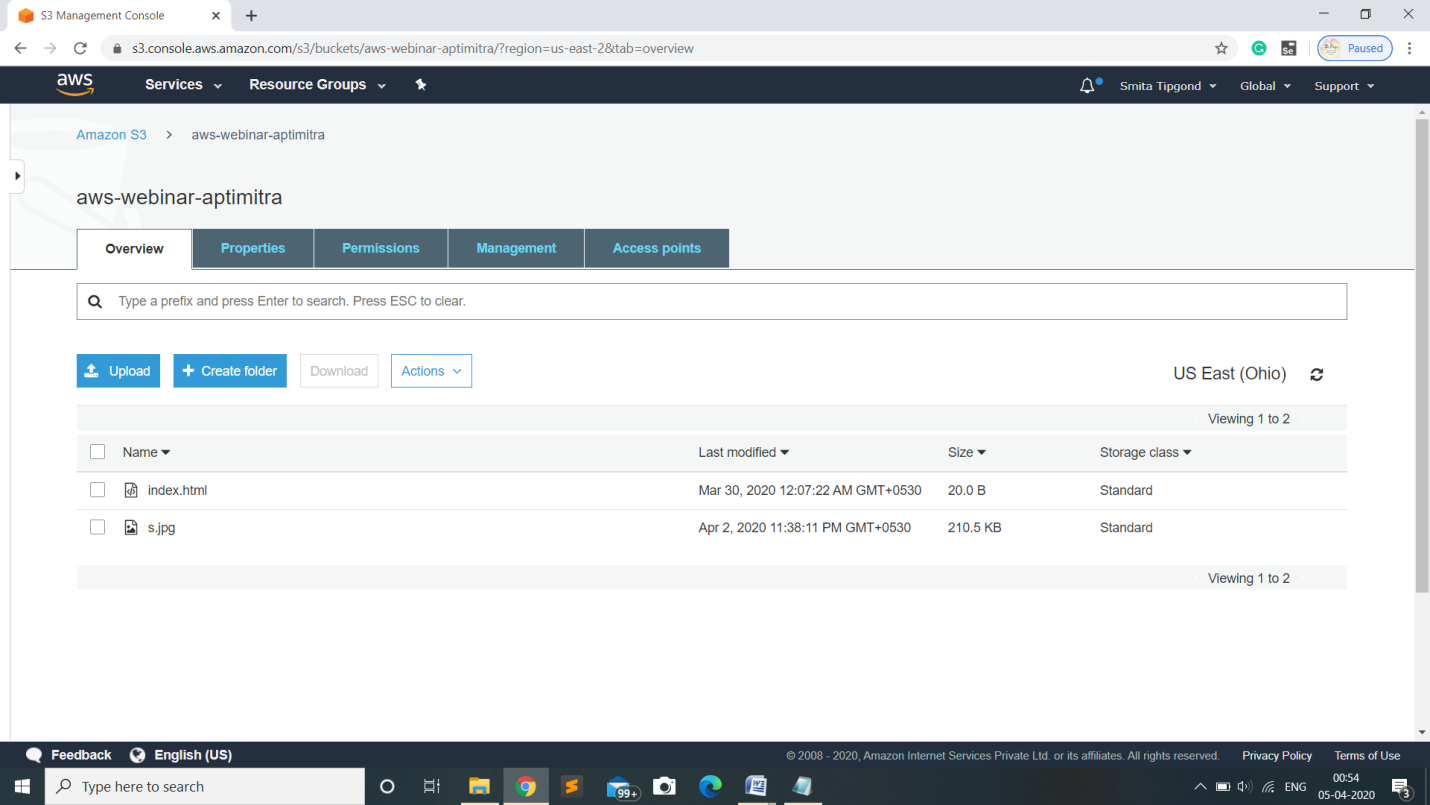 S3 Management Console
s3.console.aws.amazon.com/s3/buckets/aws-webinar-aptimitra/?region=us-east-2&tab=overview
Se
Paused
aws
Services
Resource Groups
Smita Tipgond
Global
Support
Amazon S3 > aws-webinar-aptimitra
aws-webinar-aptimitra
Overview
Properties
Permissions
Management
Access points
Type a prefix and press Enter to search. Press ESC to clear.
Upload
+ Create folder
Download
Actions
US East (Ohio)
Viewing 1 to 2
Name Last modified Size Storage class
index.html Mar 30, 2020 12:07:22 AM GMT+0530 20.0 B Standard
s.jpg Apr 2, 2020 11:38:11 PM GMT+0530 210.5 KB Standard
Viewing 1 to 2
Feedback English (US) © 2008 - 2020, Amazon Internet Services Private Ltd. or its affiliates. All rights reserved. Privacy Policy Terms of Use
Type here to search
99+
ENG
00:54
05-04-2020
3